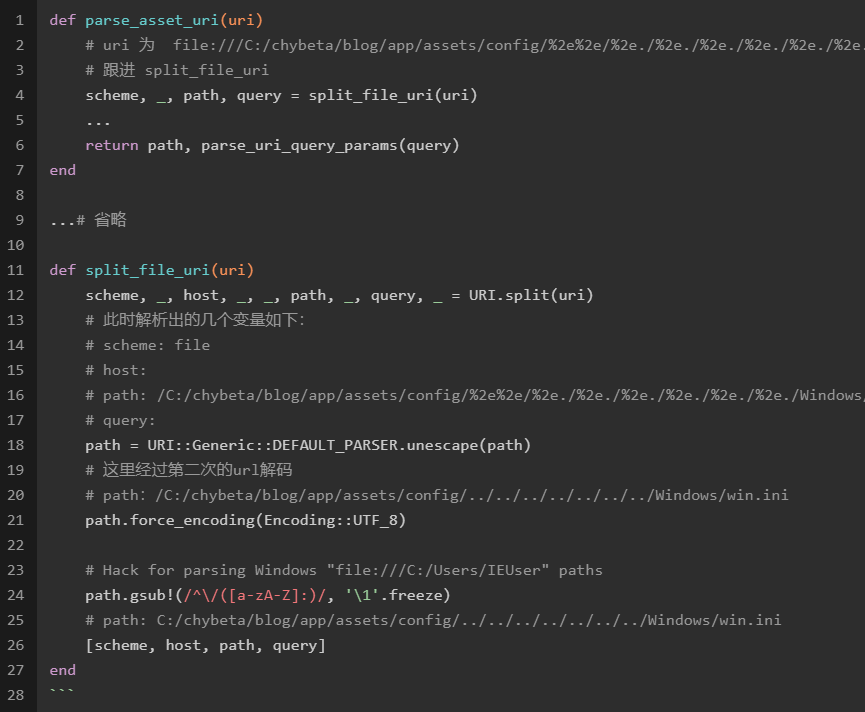 1 def parse_asset_uri(uri)
2 # uri 为  file:///C:/chybeta/blog/app/assets/config/%2e%2e/%2e./%2e./%2e./%2e./%2e./%2e.
3 # 跟进 split_file_uri
4 scheme, _, path, query = split_file_uri(uri)
5 ...
6 return path, parse_uri_query_params(query)
7 end
8
9 ...# 省略
10
11 def split_file_uri(uri)
12 scheme, _, host, _, _, path, _, query, _ = URI.split(uri)
13 # 此时解析出的几个变量如下:
14 # scheme: file
15 # host:
16 # path: /C:/chybeta/blog/app/assets/config/%2e%2e/%2e./%2e./%2e./%2e./%2e./%2e./Windows/
17 # query:
18 path = URI::Generic::DEFAULT_PARSER.unescape(path)
19 # 这里经过第二次的url解码
20 # path：/C:/chybeta/blog/app/assets/config/../../../../../../../Windows/win.ini
21 path.force_encoding(Encoding::UTF_8)
22
23 # Hack for parsing Windows "file:///C:/Users/IEUser" paths
24 path.gsub!(/^\/([a-zA-Z]:)/, '\1'.freeze)
25 # path: C:/chybeta/blog/app/assets/config/../../../../../../../Windows/win.ini
26 [scheme, host, path, query]
27 end
28 ```